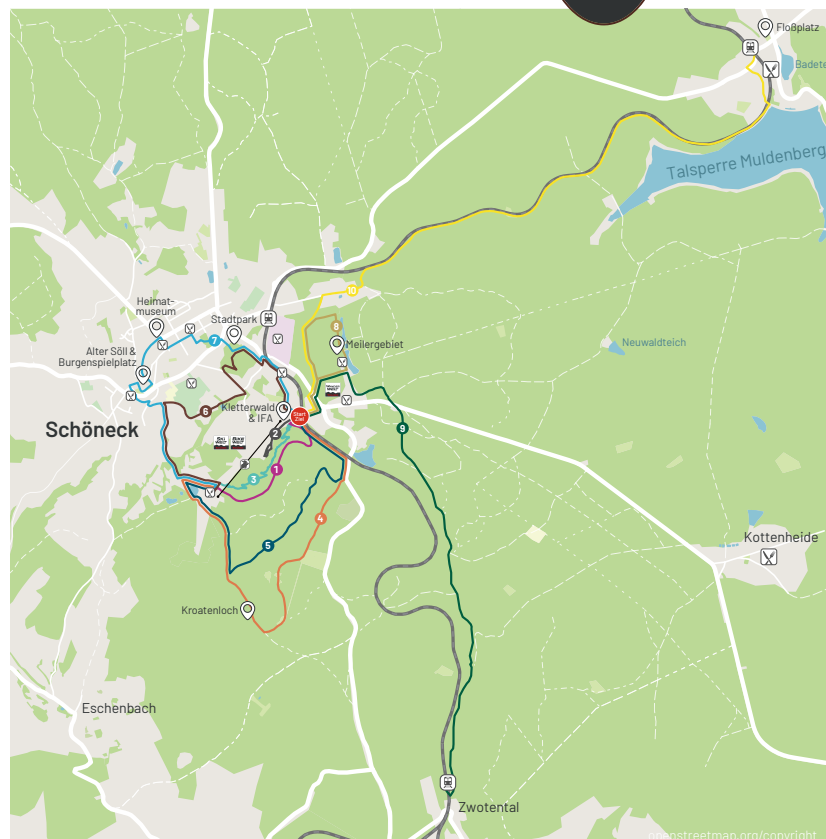 Floßplatz
Badete
Talsperre Muldenberg
10
Heimat-
museum
Stadtpark
7
8
Meilergebiet
Neuwaldteich
Alter Söll &
Burgenspielplatz
6
Kletterwald
& IFA
Start
Ziel
Schöneck
2
9
1
3
4
5
Kottenheide
Kroatenloch
Eschenbach
Zwotental
openstreetmap.org/copyright